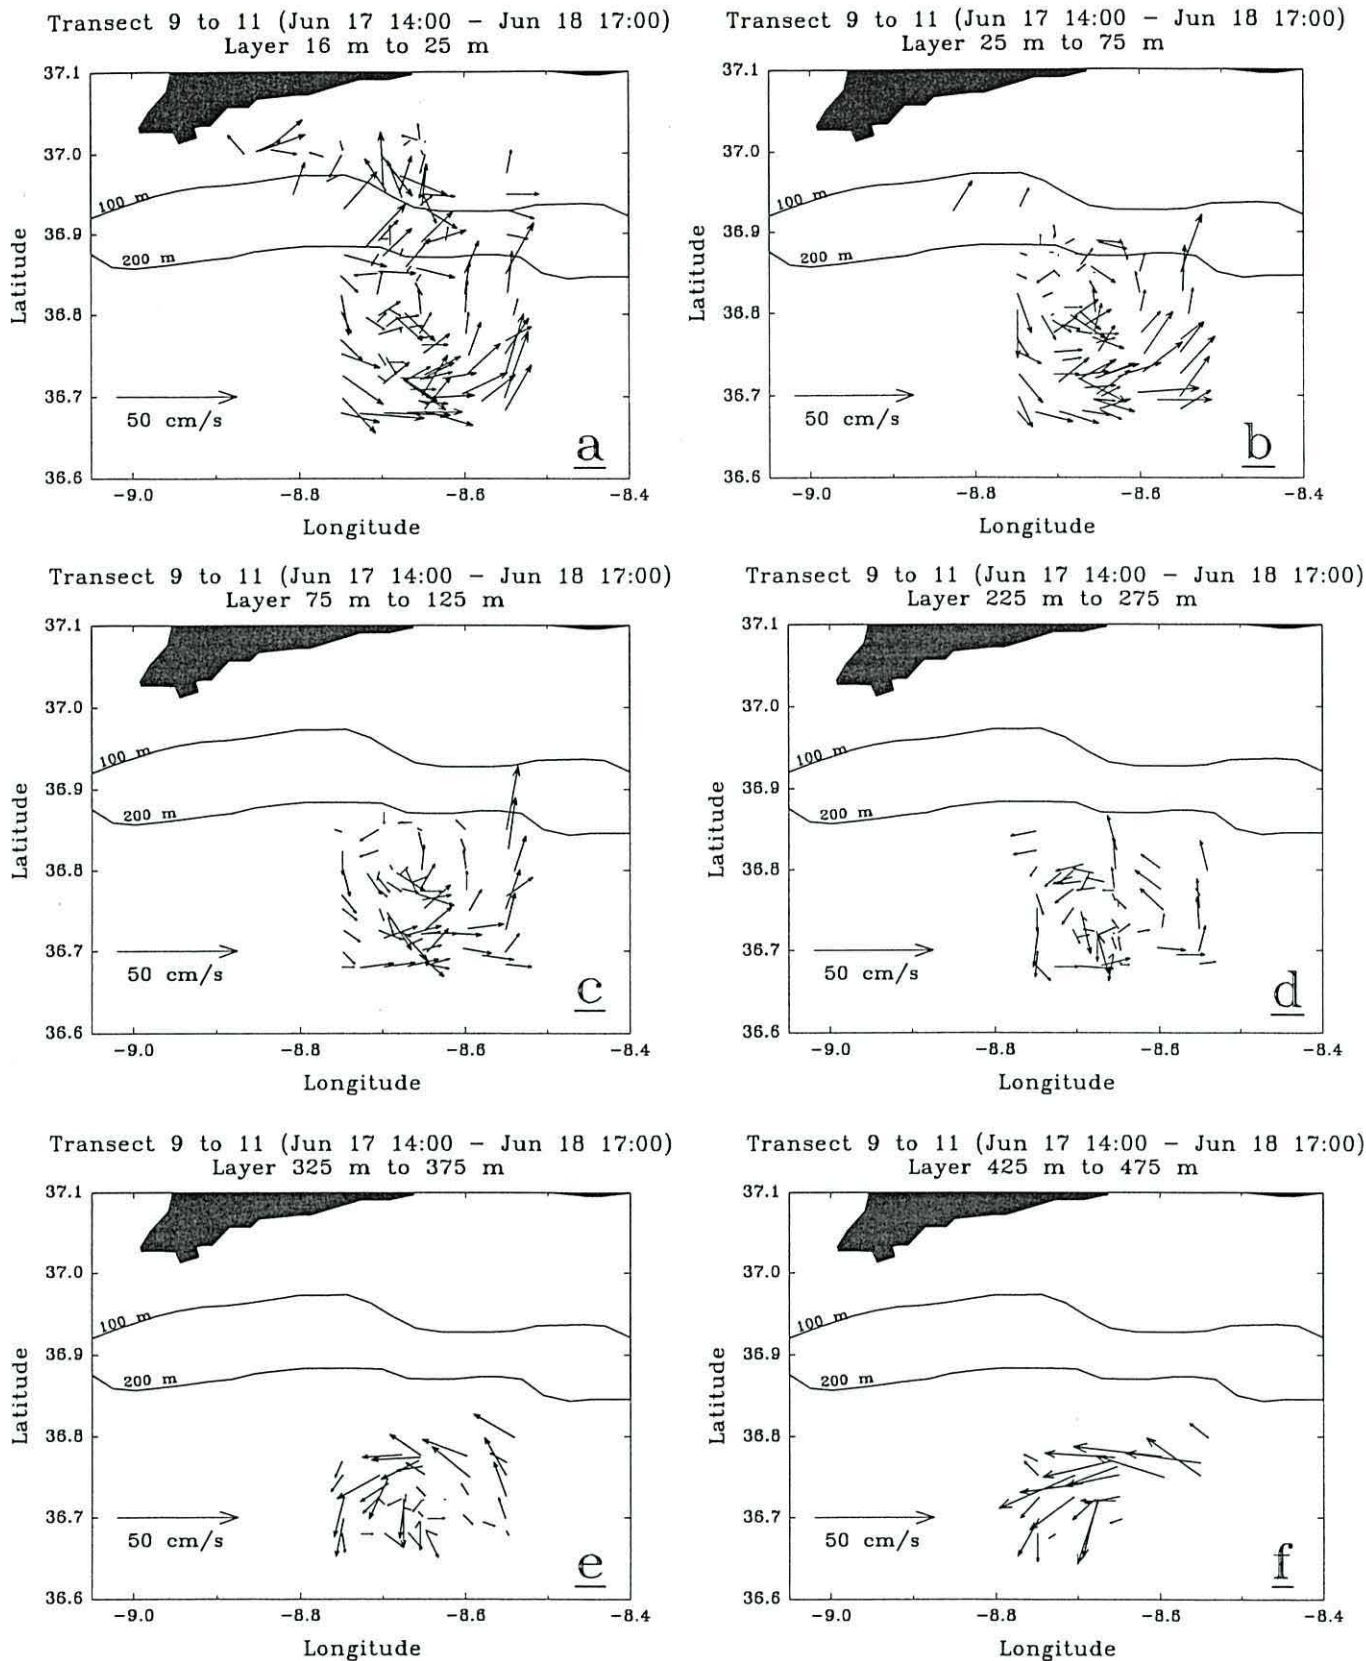 Transect 9 to 11 (Jun 17 14:00 – Jun 18 17:00)
Layer 16 m to 25 m
37.1
37.0
36.9
36.8
36.7
36.6
Latitude
100 m
200 m
50 cm/s
a
-9.0
-8.8
-8.6
-8.4
Longitude
Transect 9 to 11 (Jun 17 14:00 – Jun 18 17:00)
Layer 25 m to 75 m
37.1
37.0
36.9
36.8
36.7
36.6
Latitude
100 m
200 m
50 cm/s
b
-9.0
-8.8
-8.6
-8.4
Longitude
Transect 9 to 11 (Jun 17 14:00 – Jun 18 17:00)
Layer 75 m to 125 m
37.1
37.0
36.9
36.8
36.7
36.6
Latitude
100 m
200 m
50 cm/s
c
-9.0
-8.8
-8.6
-8.4
Longitude
Transect 9 to 11 (Jun 17 14:00 – Jun 18 17:00)
Layer 225 m to 275 m
37.1
37.0
36.9
36.8
36.7
36.6
Latitude
100 m
200 m
50 cm/s
d
-9.0
-8.8
-8.6
-8.4
Longitude
Transect 9 to 11 (Jun 17 14:00 – Jun 18 17:00)
Layer 325 m to 375 m
37.1
37.0
36.9
36.8
36.7
36.6
Latitude
100 m
200 m
50 cm/s
e
-9.0
-8.8
-8.6
-8.4
Longitude
Transect 9 to 11 (Jun 17 14:00 – Jun 18 17:00)
Layer 425 m to 475 m
37.1
37.0
36.9
36.8
36.7
36.6
Latitude
100 m
200 m
50 cm/s
f
-9.0
-8.8
-8.6
-8.4
Longitude